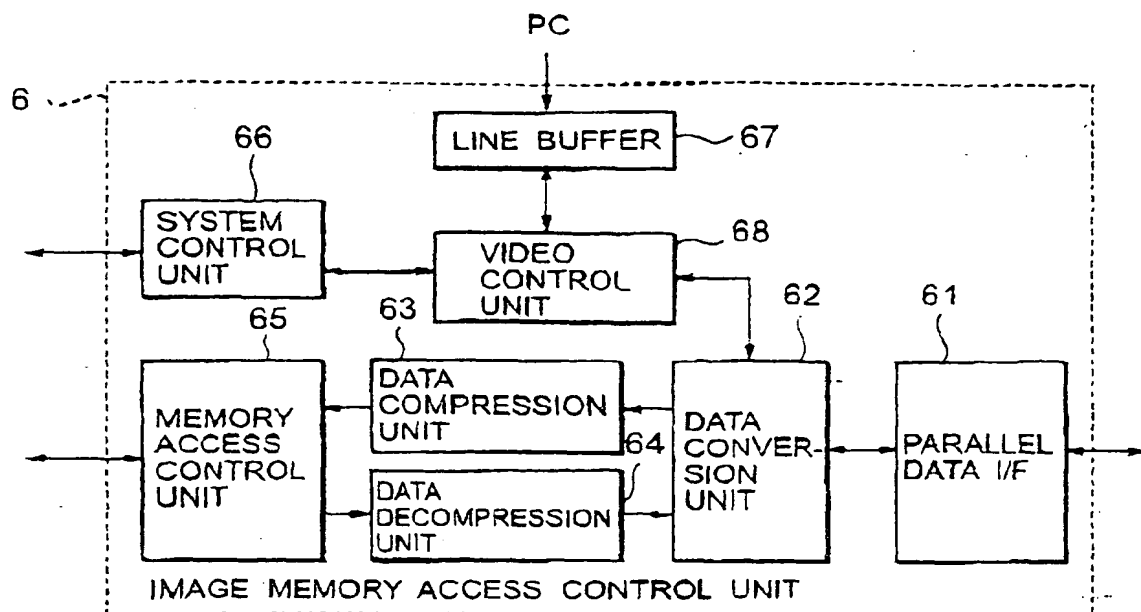 PC
6
LINE BUFFER
67
66
SYSTEM
CONTROL
UNIT
VIDEO
CONTROL
UNIT
68
65
63
62
61
MEMORY
ACCESS
CONTROL
UNIT
DATA
COMPRESSION
UNIT
64
DATA
DECOMPRESSION
UNIT
DATA
CONVER-
SION
UNIT
PARALLEL
DATA I/F
IMAGE MEMORY ACCESS CONTROL UNIT